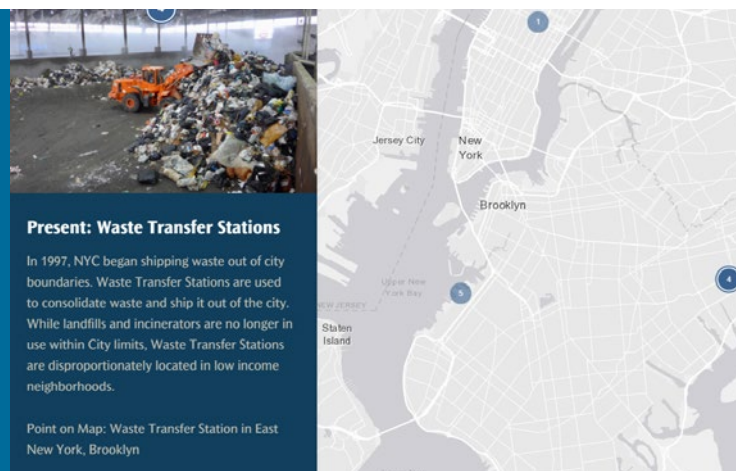 Present: Waste Transfer Stations
In 1997, NYC began shipping waste out of city
boundaries. Waste Transfer Stations are used
to consolidate waste and ship it out of the city.
While landfills and incinerators are no longer in
use within City limits, Waste Transfer Stations
are disproportionately located in low income
neighborhoods.
Point on Map: Waste Transfer Station in East
New York, Brooklyn
1
Jersey City
New
York
Brooklyn
4
Upper New
York Bay
5
NEW JERSEY
Staten
Island